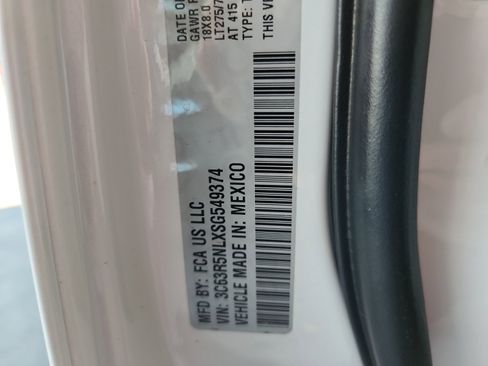 MFD BY: FCA US LLC
VIN: 3C63R5NLXSG549374
VEHICLE MADE IN: MEXICO
DATE O
GAWR F
18X8.0
LT275/7
AT 415
TYPE: T
THIS VE